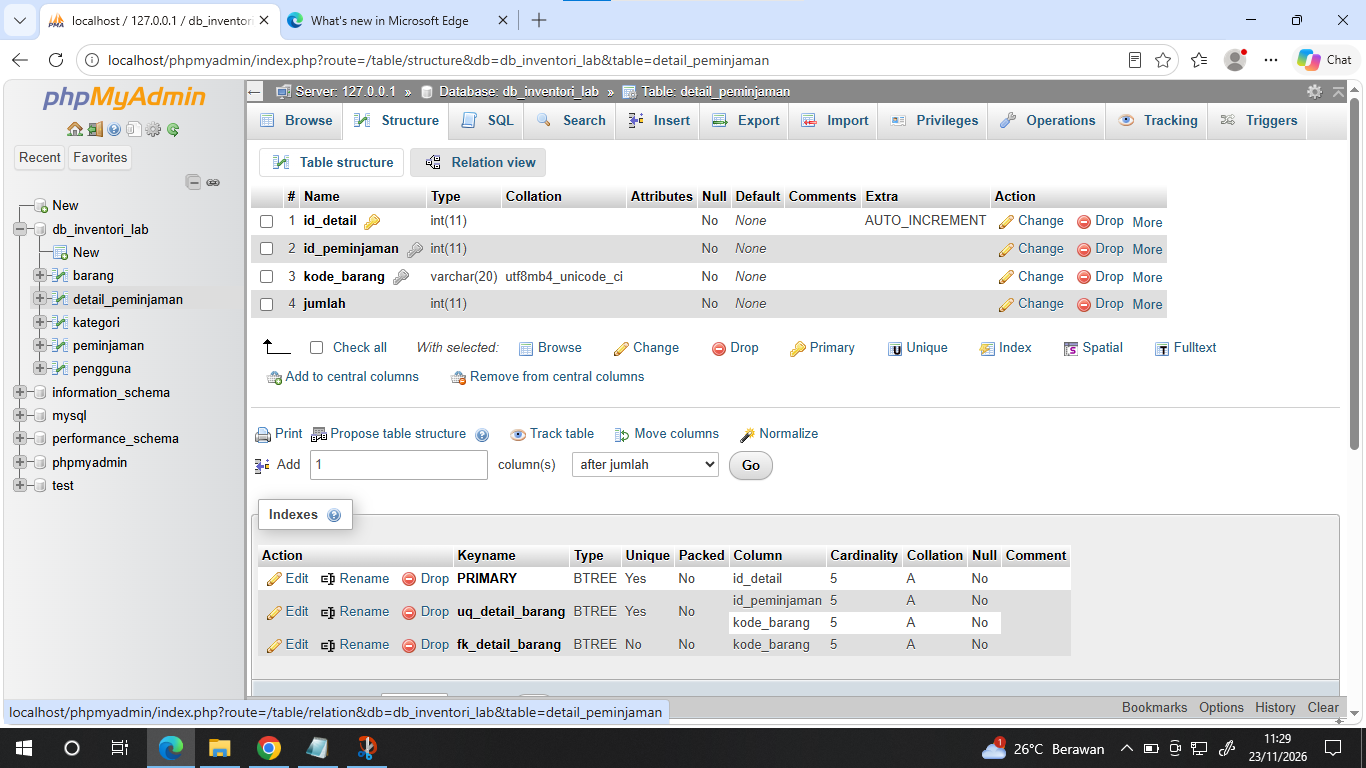 localhost / 127.0.0.1 / db_inventori
What's new in Microsoft Edge
localhost/phpmyadmin/index.php?route=/table/structure&db=db_inventori_lab&table=detail_peminjaman
Chat
phpMyAdmin
Recent
Favorites
New
db_inventori_lab
New
barang
detail_peminjaman
kategori
peminjaman
pengguna
information_schema
mysql
performance_schema
phpmyadmin
test
Server: 127.0.0.1 » Database: db_inventori_lab » Table: detail_peminjaman
Browse Structure SQL Search Insert Export Import Privileges Operations Tracking Triggers
Table structure Relation view
# Name Type Collation Attributes Null Default Comments Extra Action
1 id_detail int(11) No None AUTO_INCREMENT Change Drop More
2 id_peminjaman int(11) No None Change Drop More
3 kode_barang varchar(20) utf8mb4_unicode_ci No None Change Drop More
4 jumlah int(11) No None Change Drop More
Check all With selected: Browse Change Drop Primary Unique Index Spatial Fulltext
Add to central columns Remove from central columns
Print Propose table structure Track table Move columns Normalize
Add 1 column(s) after jumlah Go
Indexes
Action Keyname Type Unique Packed Column Cardinality Collation Null Comment
Edit Rename Drop PRIMARY BTREE Yes No id_detail 5 A No
Edit Rename Drop uq_detail_barang BTREE Yes No id_peminjaman 5 A No
kode_barang 5 A No
Edit Rename Drop fk_detail_barang BTREE No No kode_barang 5 A No
Bookmarks Options History Clear
localhost/phpmyadmin/index.php?route=/table/relation&db=db_inventori_lab&table=detail_peminjaman
1
26°C Berawan
11:29
23/11/2026